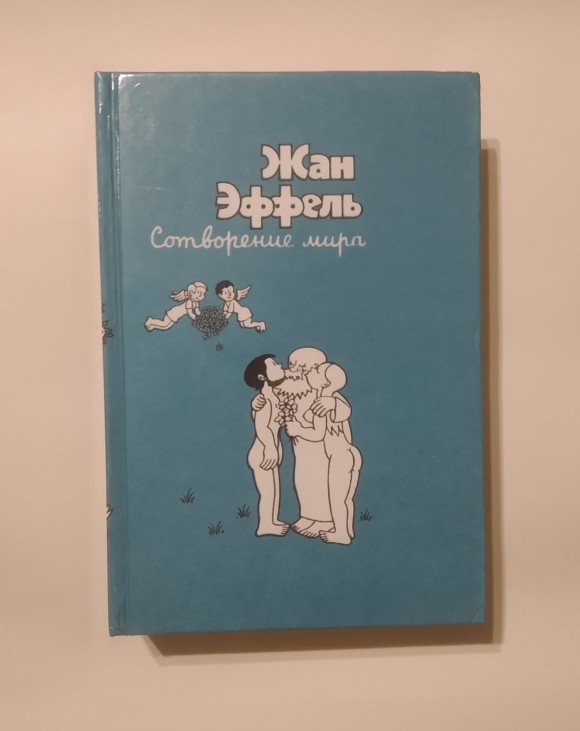 Жан
Эффель
Сотворение мира